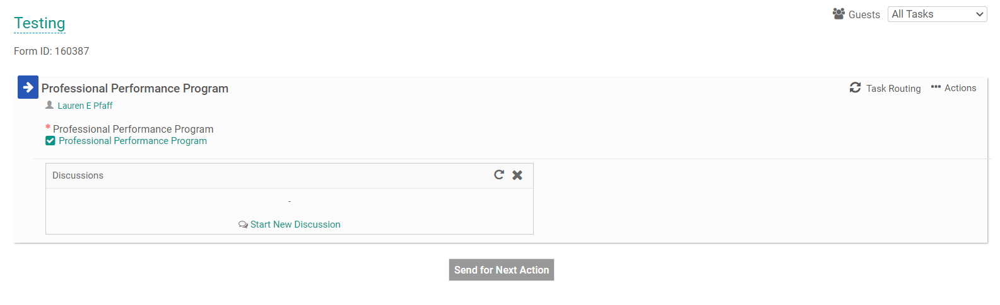 Testing
Guests
All Tasks
Form ID: 160387
Professional Performance Program
Task Routing
Actions
Lauren E Pfaff
* Professional Performance Program
Professional Performance Program
Discussions
-
Start New Discussion
Send for Next Action